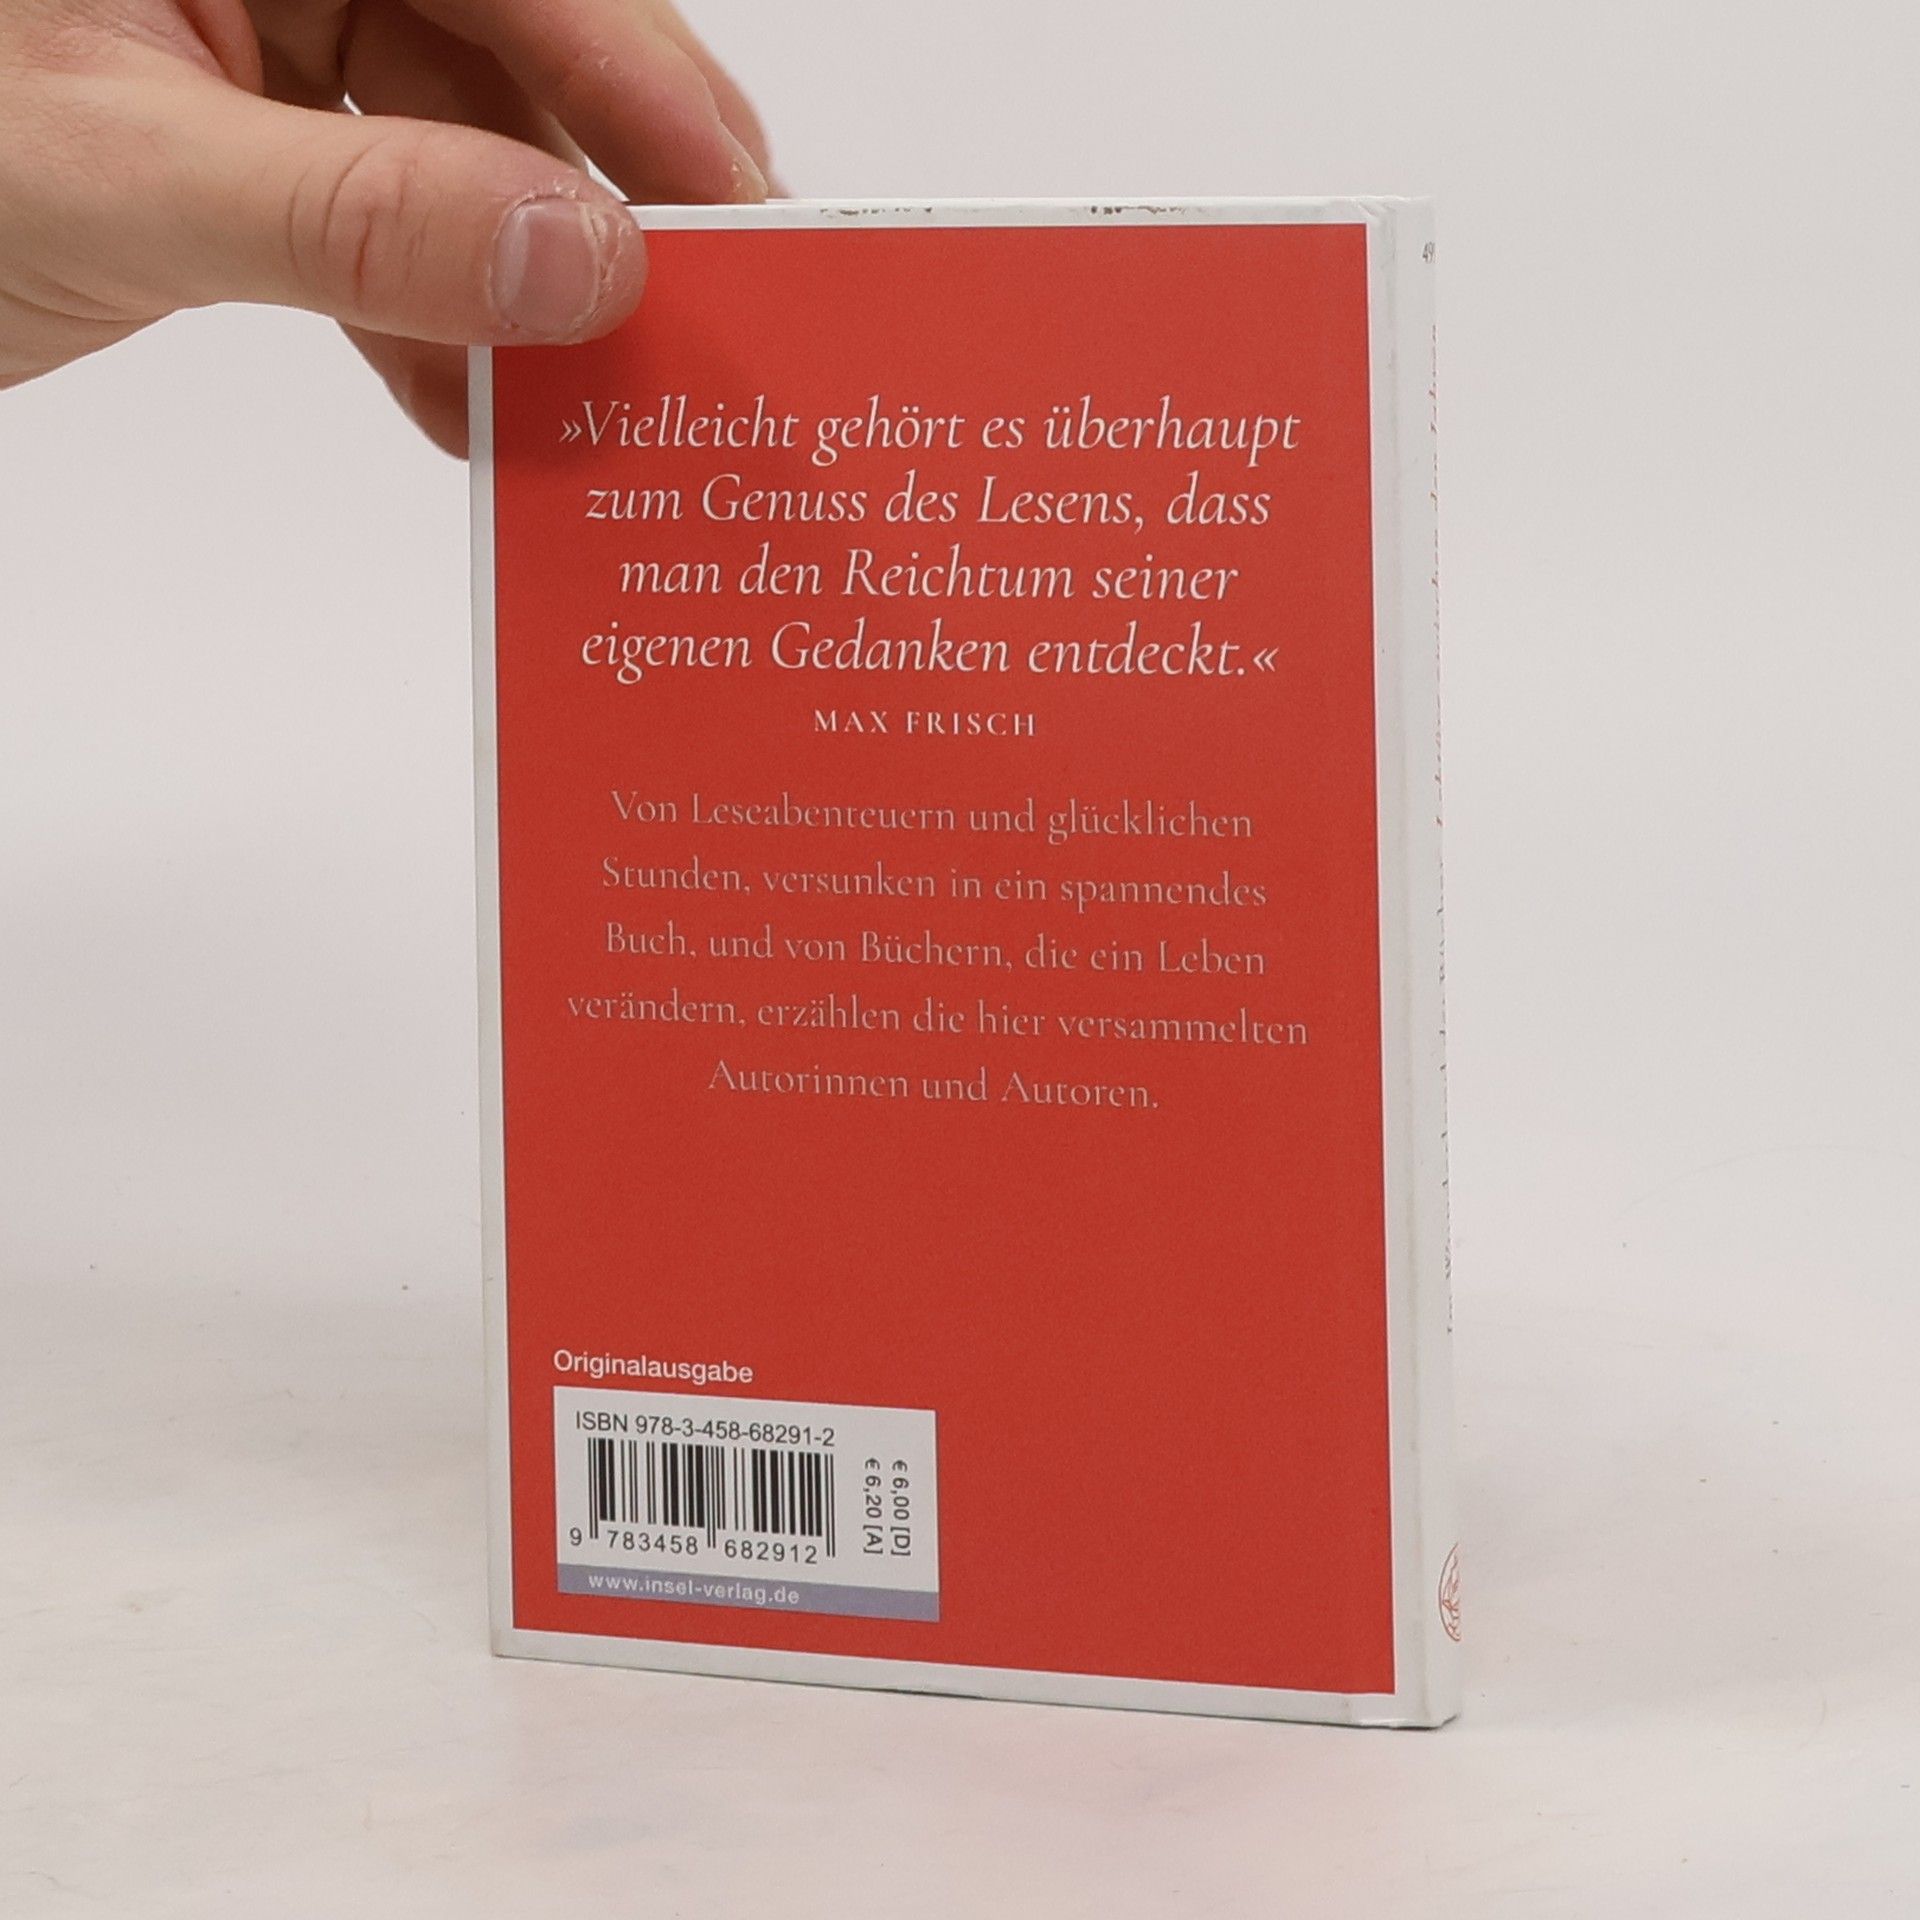 »Vielleicht gehört es überhaupt
zum Genuss des Lesens, dass
man den Reichtum seiner
eigenen Gedanken entdeckt.«
MAX FRISCH
Von Leseabenteuern und glücklichen
Stunden, versunken in ein spannendes
Buch, und von Büchern, die ein Leben
verändern, erzählen die hier versammelten
Autorinnen und Autoren.
Originalausgabe
ISBN 978-3-458-68291-2
9 783458 682912
€ 6,00 [D]
€ 6,20 [A]
www.insel-verlag.de